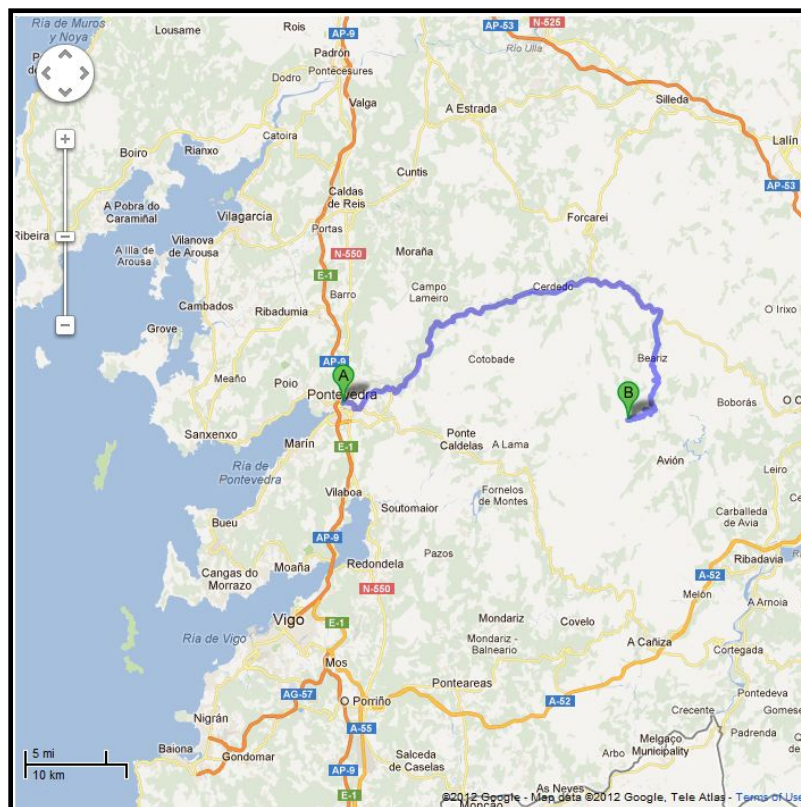 Ria de Muros
y Noya
Lousame
Rois
AP-9
AP-53
N-525
Padrón
Pontecesures
Dodro
Río Ulla
Valga
A Estrada
Silleda
Catoira
Lalín
Boiro
Rianxo
AP-53
Cuntis
A Pobra do
Caramiñal
Vilagarcía
Caldas
de Reis
Forcarei
Ribeira
A Illa de
Arousa
Vilanova
de Arousa
Portas
N-550
Moraña
E-1
Campo
Lameiro
Cerdedo
O Irixo
Barro
Cambados
Ribadumia
Grove
AP-9
Cotobade
Beariz
Meaño
Poio
A
Pontevedra
B
Boborás
Sanxenxo
Marín
E-1
Ponte
Caldelas
A Lama
Avión
Leiro
Ría de
Pontevedra
Vilaboa
Fornelos
de Montes
Soutomaior
Carballeda
de Avia
Bueu
AP-9
Pazos
Ribadavia
Moaña
Redondela
A-52
Cangas do
Morrazo
N-550
Melón
A Arnoia
Vigo
Mondariz
Covelo
Ria de Vigo
E-1
Mondariz -
Balneario
A Cañiza
Cortegada
Mos
Ponteareas
AG-57
A-52
Pontedeva
O Porriño
Crecente
Nigrán
A-55
Padrenda
5 mi
Baiona
Gondomar
Salceda
de Caselas
Arbo
Melgaço
Municipality
10 km
AP-9
As Neves
E-1
Monção
©2012 Google - Map data ©2012 Google, Tele Atlas - Terms of Use